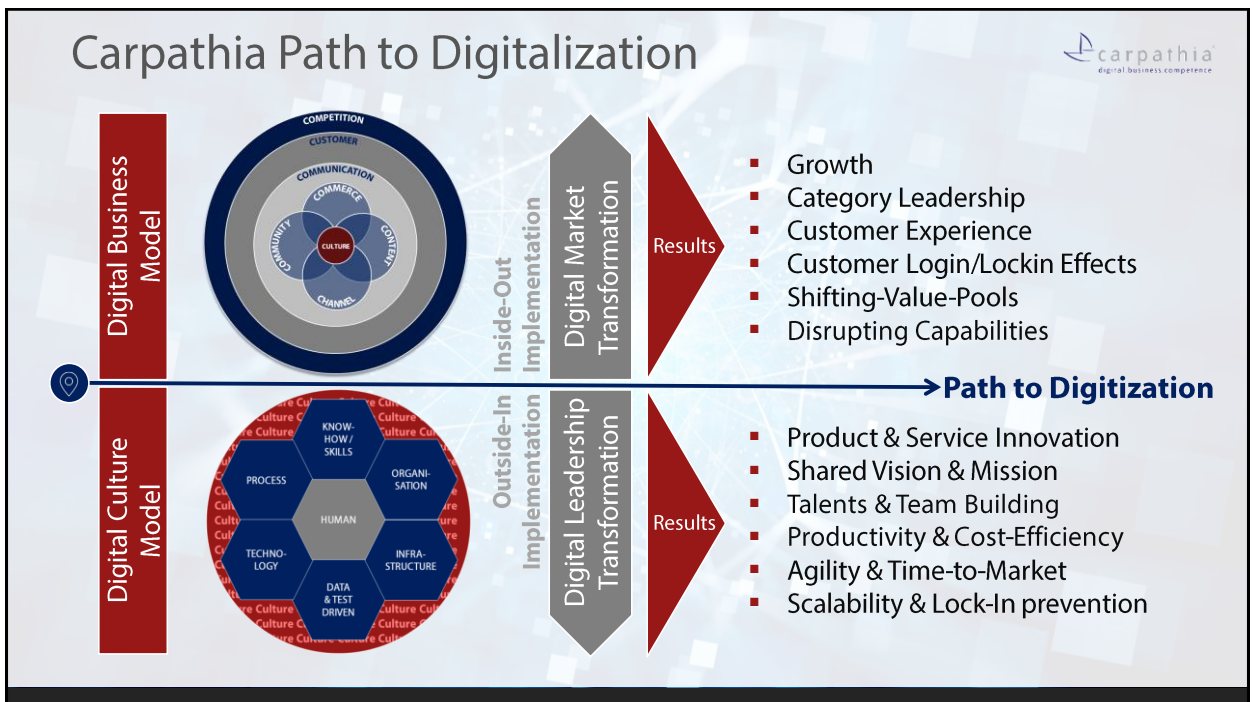 Carpathia Path to Digitalization
carpathia
digital.business.competence
Digital Business
Model
COMPETITION
CUSTOMER
COMMUNICATION
COMMERCE
COMMUNITY
CULTURE
CONTENT
CHANNEL
Inside-Out
Implementation
Digital Market
Transformation
Results
Growth
Category Leadership
Customer Experience
Customer Login/Lockin Effects
Shifting-Value-Pools
Disrupting Capabilities
Path to Digitization
Digital Culture
Model
KNOW-
HOW /
SKILLS
PROCESS
ORGANI-
SATION
HUMAN
TECHNO-
LOGY
INFRA-
STRUCTURE
DATA
& TEST
DRIVEN
Outside-In
Implementation
Digital Leadership
Transformation
Results
Product & Service Innovation
Shared Vision & Mission
Talents & Team Building
Productivity & Cost-Efficiency
Agility & Time-to-Market
Scalability & Lock-In prevention